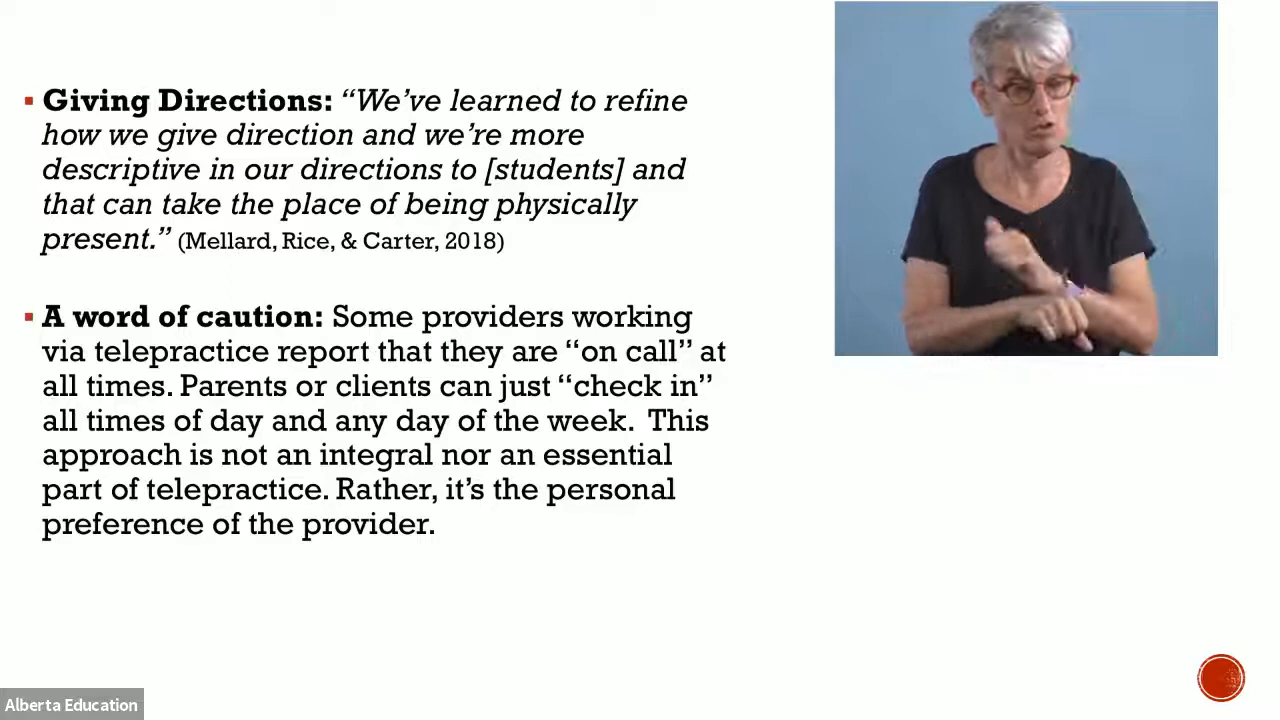 ▪ Giving Directions: “We’ve learned to refine
how we give direction and we’re more
descriptive in our directions to [students] and
that can take the place of being physically
present.” (Mellard, Rice, & Carter, 2018)
▪ A word of caution: Some providers working
via telepractice report that they are “on call” at
all times. Parents or clients can just “check in”
all times of day and any day of the week.  This
approach is not an integral nor an essential
part of telepractice. Rather, it’s the personal
preference of the provider.
Alberta Education